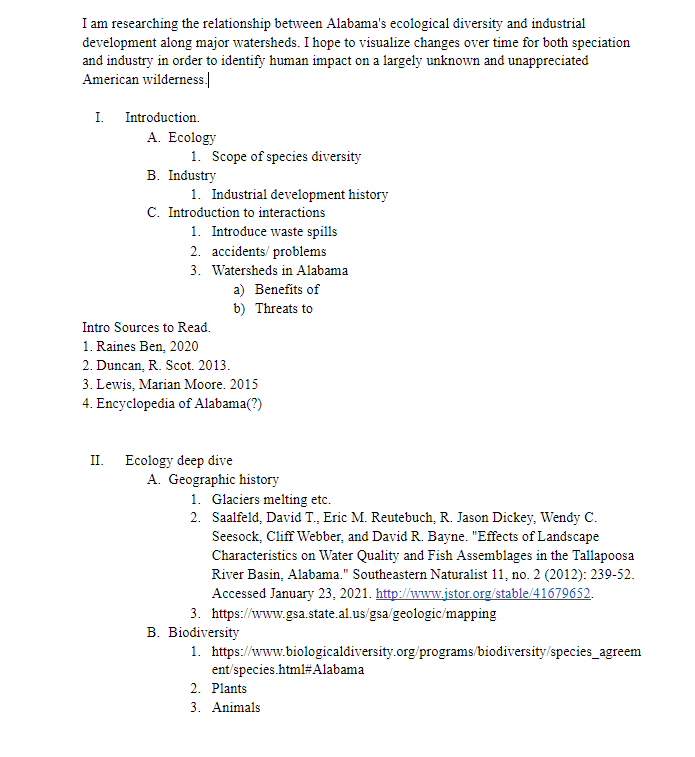 I am researching the relationship between Alabama's ecological diversity and industrial
development along major watersheds. I hope to visualize changes over time for both speciation
and industry in order to identify human impact on a largely unknown and unappreciated
American wilderness.
I. Introduction.
A. Ecology
1. Scope of species diversity
B. Industry
1. Industrial development history
C. Introduction to interactions
1. Introduce waste spills
2. accidents/ problems
3. Watersheds in Alabama
a) Benefits of
b) Threats to
Intro Sources to Read.
1. Raines Ben, 2020
2. Duncan, R. Scot. 2013.
3. Lewis, Marian Moore. 2015
4. Encyclopedia of Alabama(?)
II. Ecology deep dive
A. Geographic history
1. Glaciers melting etc.
2. Saalfeld, David T., Eric M. Reutebuch, R. Jason Dickey, Wendy C.
Seesock, Cliff Webber, and David R. Bayne. "Effects of Landscape
Characteristics on Water Quality and Fish Assemblages in the Tallapoosa
River Basin, Alabama." Southeastern Naturalist 11, no. 2 (2012): 239-52.
Accessed January 23, 2021. http://www.jstor.org/stable/41679652.
3. https://www.gsa.state.al.us/gsa/geologic/mapping
B. Biodiversity
1. https://www.biologicaldiversity.org/programs/biodiversity/species_agreem
ent/species.html#Alabama
2. Plants
3. Animals